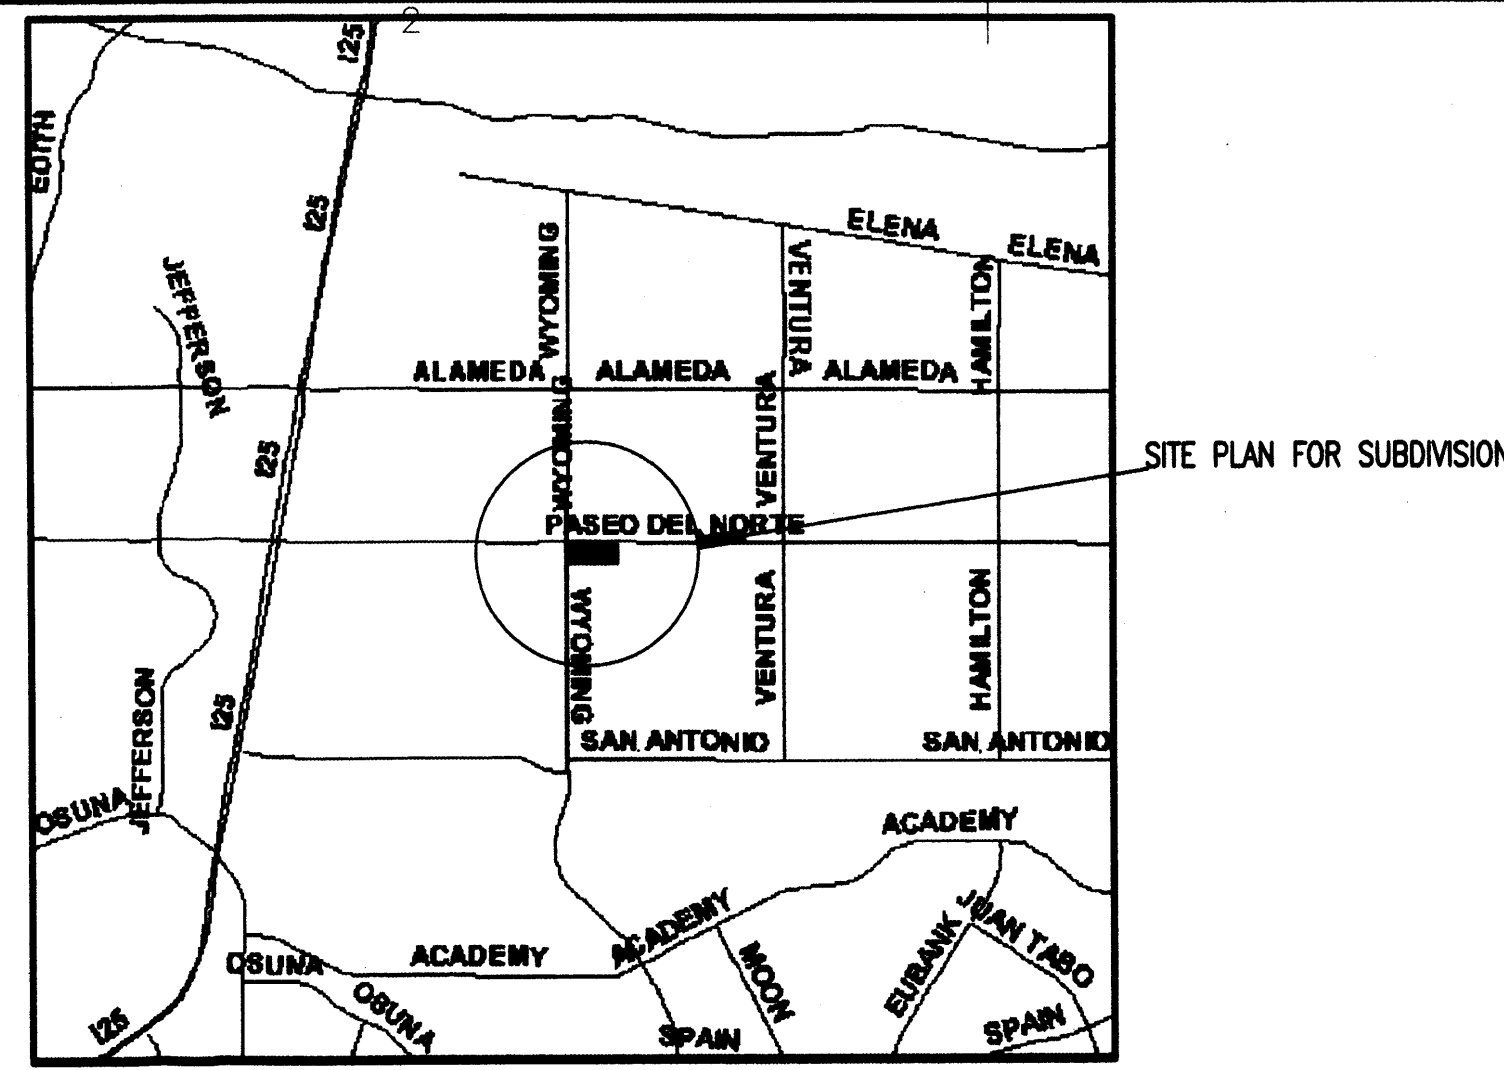 2
I25
EDITH
I25
ELENA
ELENA
WYOMING
VENTURA
HAMILTON
JEFFERSON
ALAMEDA
ALAMEDA
ALAMEDA
WYOMING
VENTURA
I25
SITE PLAN FOR SUBDIVISION
PASEO DEL NORTE
WYOMING
VENTURA
HAMILTON
I25
JEFFERSON
SAN ANTONIO
SAN ANTONIO
OSUNA
ACADEMY
ACADEMY
JUAN TABO
EUBANK
MOON
ACADEMY
OSUNA
OSUNA
I25
SPAIN
SPAIN